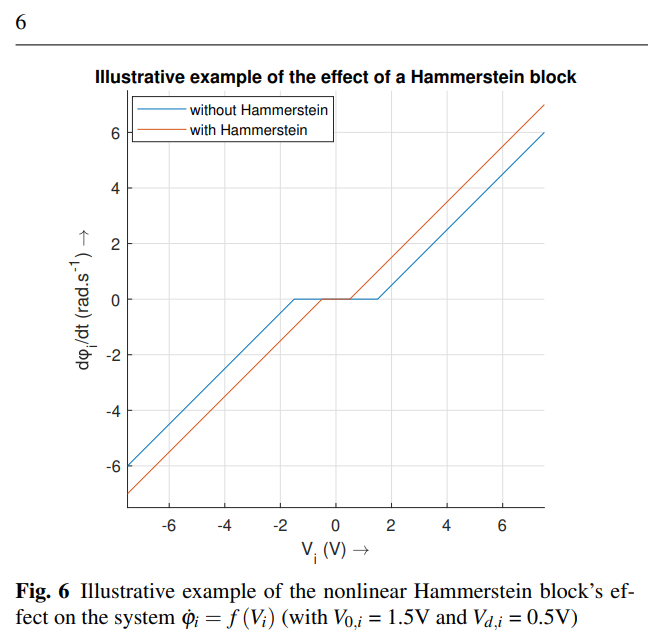 6
Illustrative example of the effect of a Hammerstein block
without Hammerstein
with Hammerstein
6
4
2
0
-2
-4
-6
dφᵢ/dt (rad.s⁻¹) →
-6 -4 -2 0 2 4 6
Vᵢ (V) →
Fig. 6 Illustrative example of the nonlinear Hammerstein block's ef-
fect on the system φ̇ᵢ = f (Vᵢ) (with V₀,ᵢ = 1.5V and V_d,i = 0.5V)